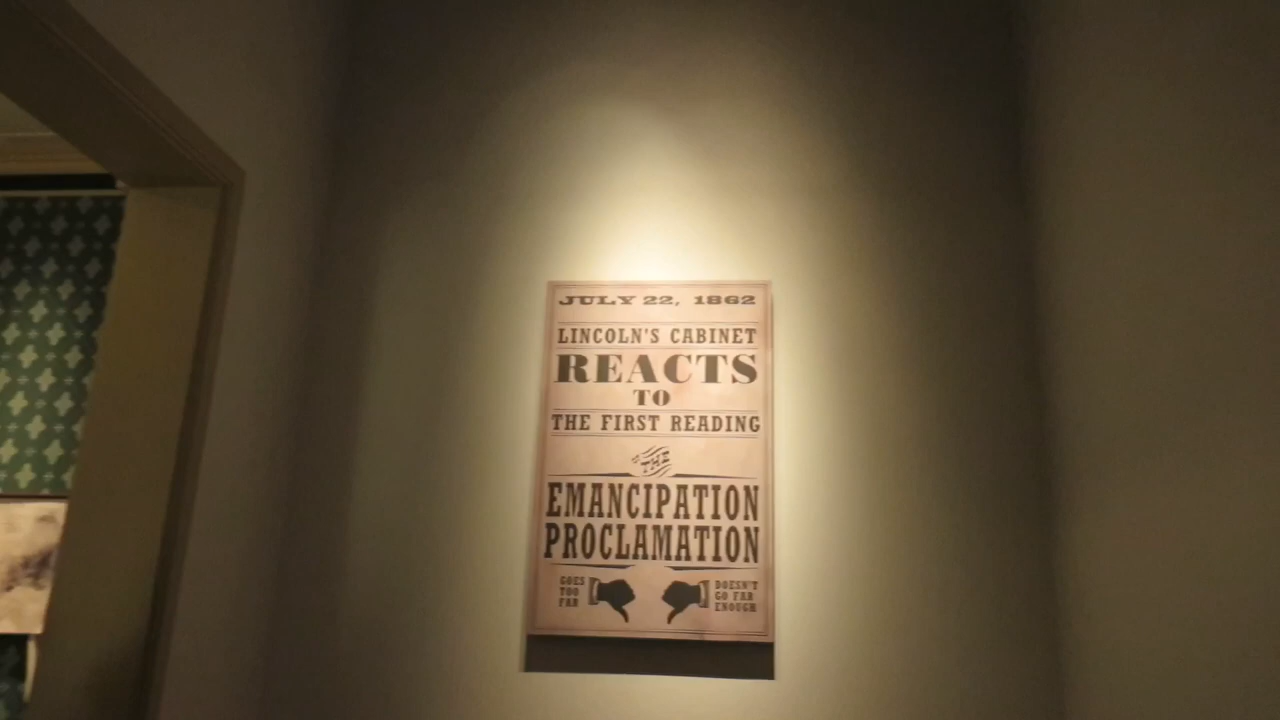 JULY 22, 1862
LINCOLN'S CABINET
REACTS
TO
THE FIRST READING
THE
EMANCIPATION
PROCLAMATION
GOES
TOO
FAR
DOESN'T
GO FAR
ENOUGH